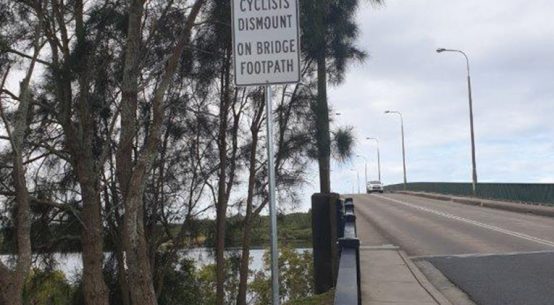 CYCLISTS
DISMOUNT
ON BRIDGE
FOOTPATH